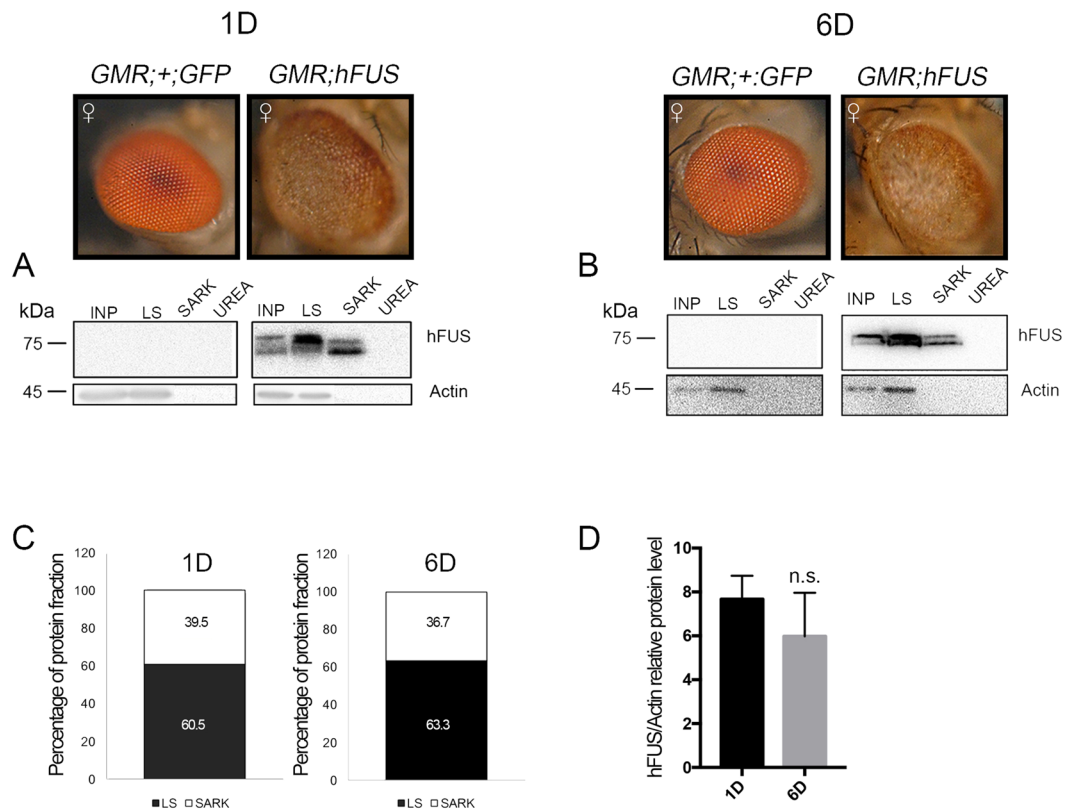 1D
6D
GMR;+;GFP
GMR;hFUS
GMR;+:GFP
GMR;hFUS
♀
♀
♀
♀
A
kDa
INP
LS
SARK
UREA
INP
LS
SARK
UREA
75
hFUS
45
Actin
B
kDa
INP
LS
SARK
UREA
INP
LS
SARK
UREA
75
hFUS
45
Actin
C
Percentage of protein fraction
120
100
80
60
40
20
0
1D
39.5
60.5
LS SARK
Percentage of protein fraction
120
100
80
60
40
20
0
6D
36.7
63.3
LS SARK
D
hFUS/Actin relative protein level
10
8
6
4
2
0
n.s.
1D
6D